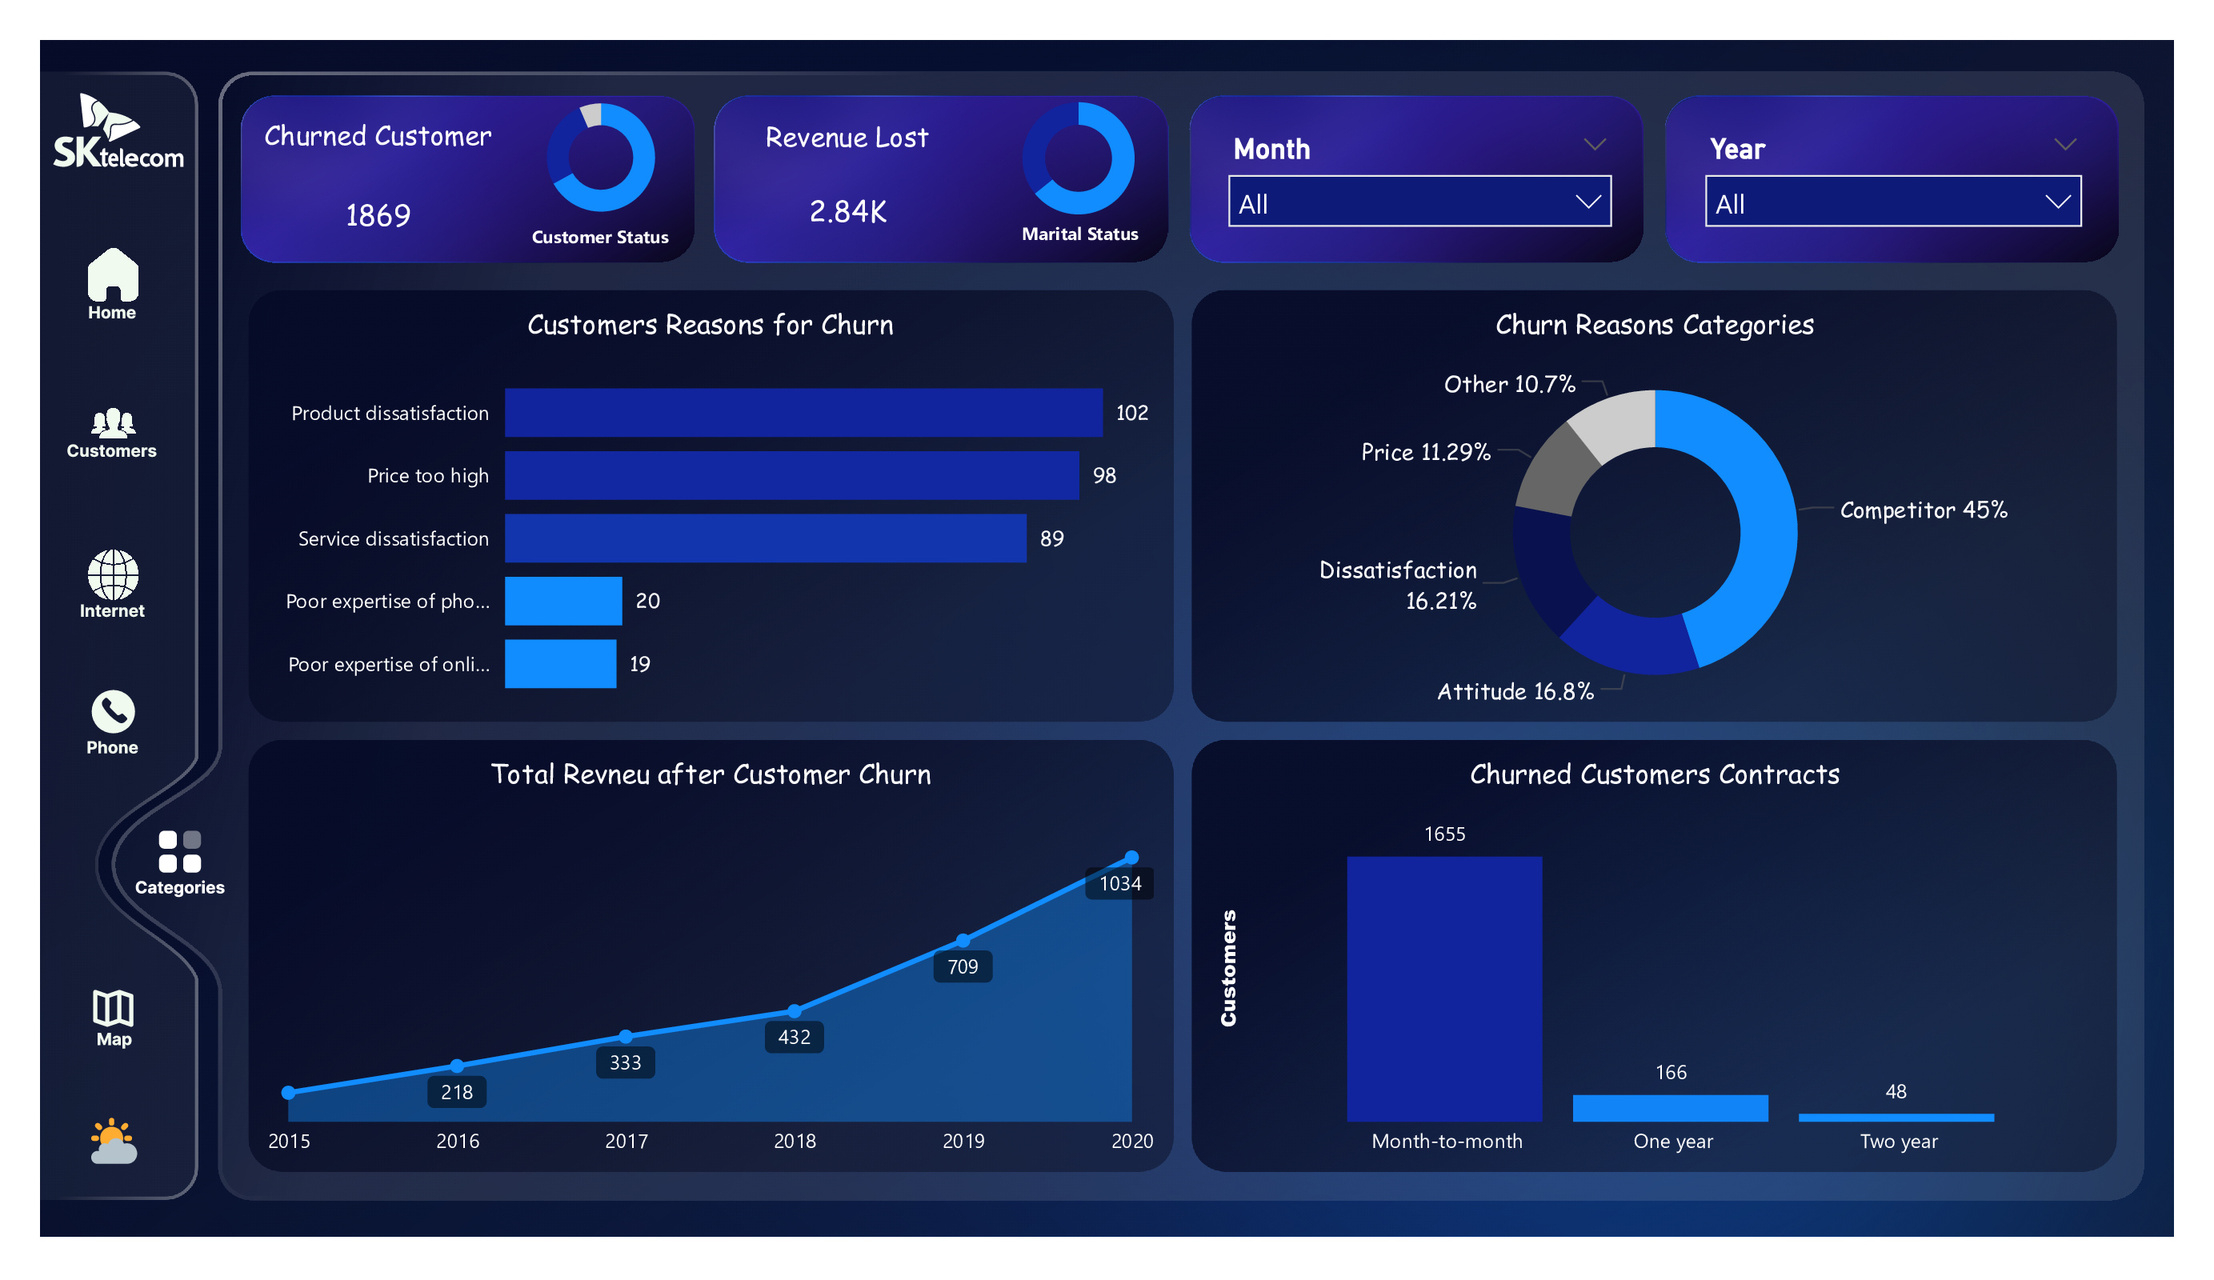 SKtelecom
Home
Customers
Internet
Phone
Categories
Map
Churned Customer
1869
Customer Status
Revenue Lost
2.84K
Marital Status
Month
All
Year
All
Customers Reasons for Churn
Product dissatisfaction 102
Price too high 98
Service dissatisfaction 89
Poor expertise of pho... 20
Poor expertise of onli... 19
Churn Reasons Categories
Other 10.7%
Price 11.29%
Competitor 45%
Dissatisfaction
16.21%
Attitude 16.8%
Total Revneu after Customer Churn
1034
709
432
333
218
2015 2016 2017 2018 2019 2020
Churned Customers Contracts
Customers
1655
166
48
Month-to-month One year Two year